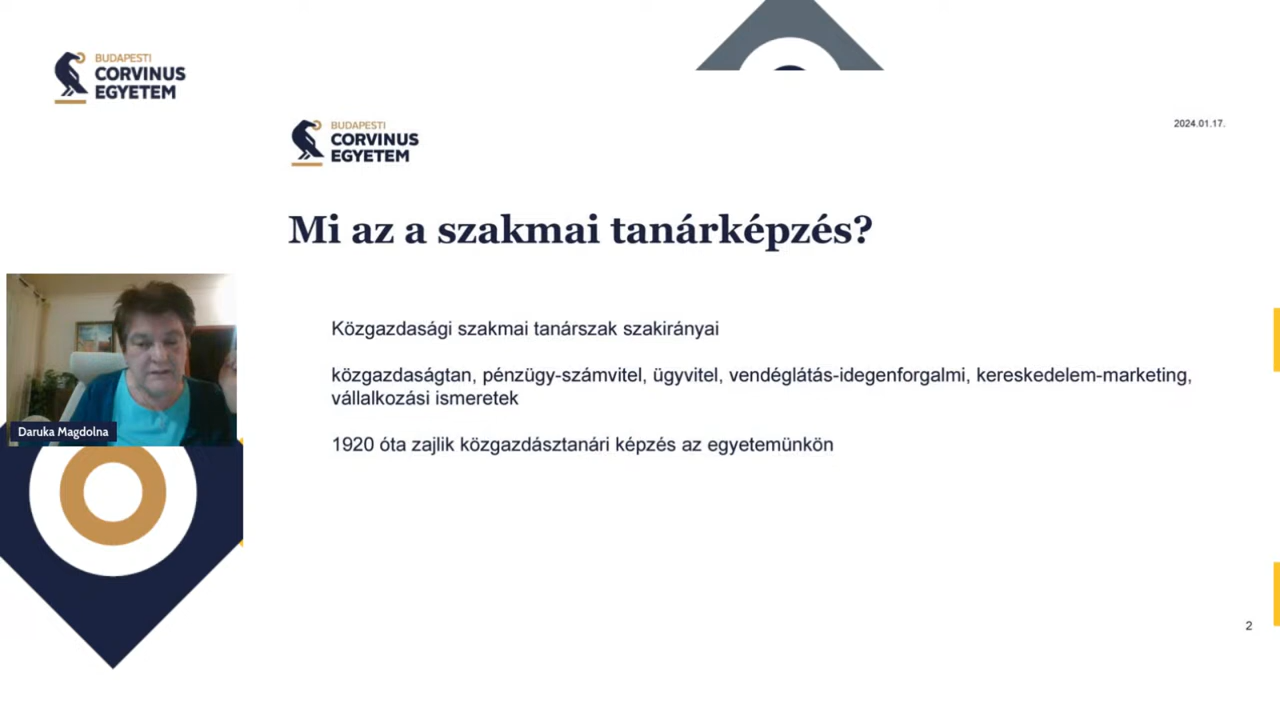 BUDAPESTI
CORVINUS
EGYETEM
BUDAPESTI
CORVINUS
EGYETEM
2024.01.17.
Mi az a szakmai tanárképzés?
Közgazdasági szakmai tanárszak szakirányai
közgazdaságtan, pénzügy-számvitel, ügyvitel, vendéglátás-idegenforgalmi, kereskedelem-marketing,
vállalkozási ismeretek
Daruka Magdolna
1920 óta zajlik közgazdásztanári képzés az egyetemünkön
2